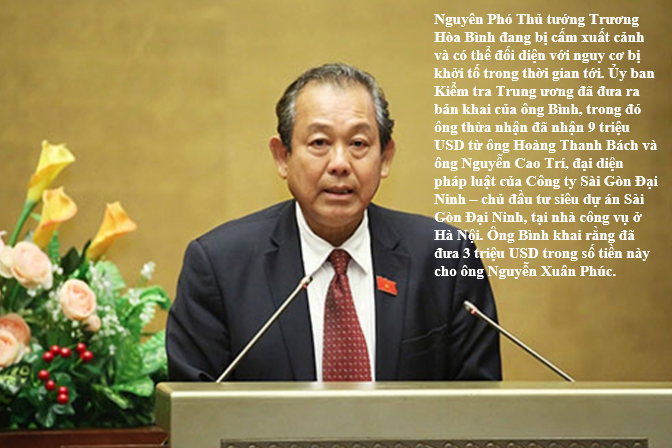 Nguyên Phó Thủ tướng Trương
Hòa Bình đang bị cấm xuất cảnh
và có thể đối diện với nguy cơ bị
khởi tố trong thời gian tới. Ủy ban
Kiểm tra Trung ương đã đưa ra
bản khai của ông Bình, trong đó
ông thừa nhận đã nhận 9 triệu
USD từ ông Hoàng Thanh Bách và
ông Nguyễn Cao Trí, đại diện
pháp luật của Công ty Sài Gòn Đại
Ninh – chủ đầu tư siêu dự án Sài
Gòn Đại Ninh, tại nhà công vụ ở
Hà Nội. Ông Bình khai rằng đã
đưa 3 triệu USD trong số tiền này
cho ông Nguyễn Xuân Phúc.